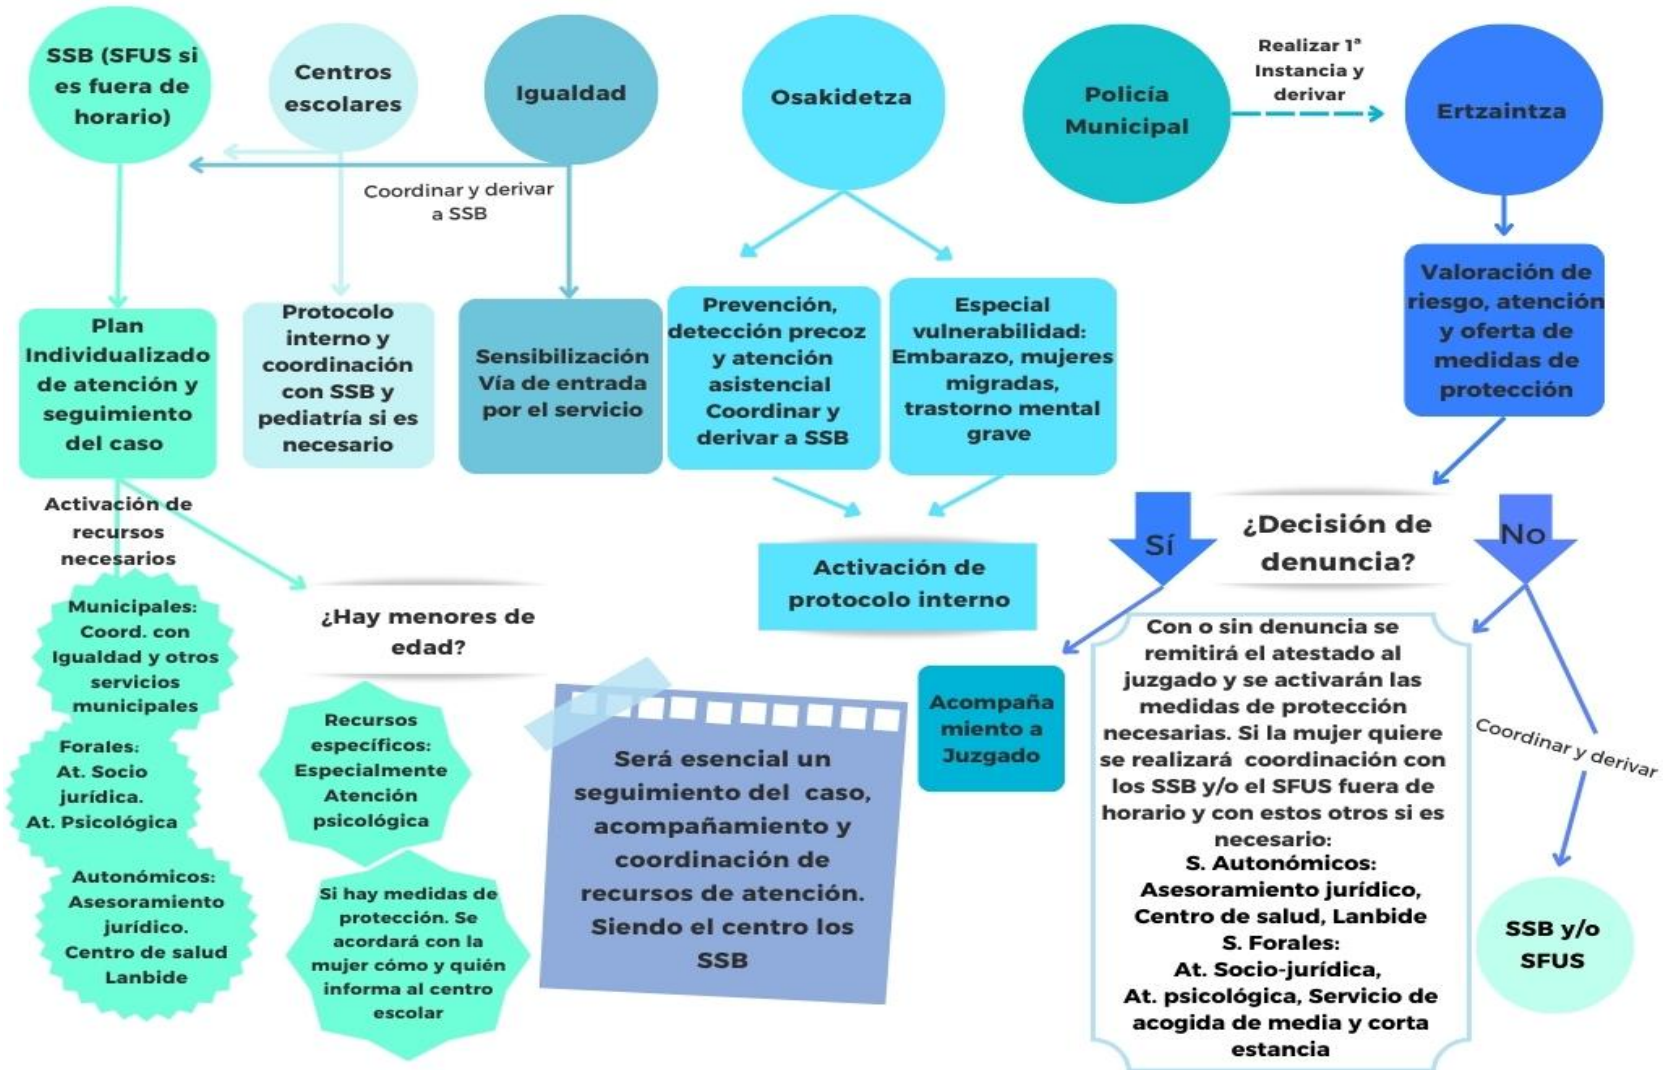 SSB (SFUS si
es fuera de
horario)
Centros
escolares
Igualdad
Osakidetza
Policía
Municipal
Realizar 1ª
Instancia y
derivar
Ertzaintza
Coordinar y derivar
a SSB
Plan
Individualizado
de atención y
seguimiento
del caso
Protocolo
interno y
coordinación
con SSB y
pediatría si es
necesario
Sensibilización
Vía de entrada
por el servicio
Prevención,
detección precoz
y atención
asistencial
Coordinar y
derivar a SSB
Especial
vulnerabilidad:
Embarazo, mujeres
migradas,
trastorno mental
grave
Valoración de
riesgo, atención
y oferta de
medidas de
protección
Activación de
recursos
necesarios
Municipales:
Coord. con
Igualdad y otros
servicios
municipales
Forales:
At. Socio
jurídica.
At. Psicológica
Autonómicos:
Asesoramiento
jurídico.
Centro de salud
Lanbide
¿Hay menores de
edad?
Recursos
específicos:
Especialmente
Atención
psicológica
Si hay medidas de
protección. Se
acordará con la
mujer cómo y quién
informa al centro
escolar
Activación de
protocolo interno
Será esencial un
seguimiento del caso,
acompañamiento y
coordinación de
recursos de atención.
Siendo el centro los
SSB
Sí
¿Decisión de
denuncia?
No
Acompaña
miento a
Juzgado
Con o sin denuncia se
remitirá el atestado al
juzgado y se activarán las
medidas de protección
necesarias. Si la mujer quiere
se realizará coordinación con
los SSB y/o el SFUS fuera de
horario y con estos otros si es
necesario:
S. Autonómicos:
Asesoramiento jurídico,
Centro de salud, Lanbide
S. Forales:
At. Socio-jurídica,
At. psicológica, Servicio de
acogida de media y corta
estancia
Coordinar y derivar
SSB y/o
SFUS